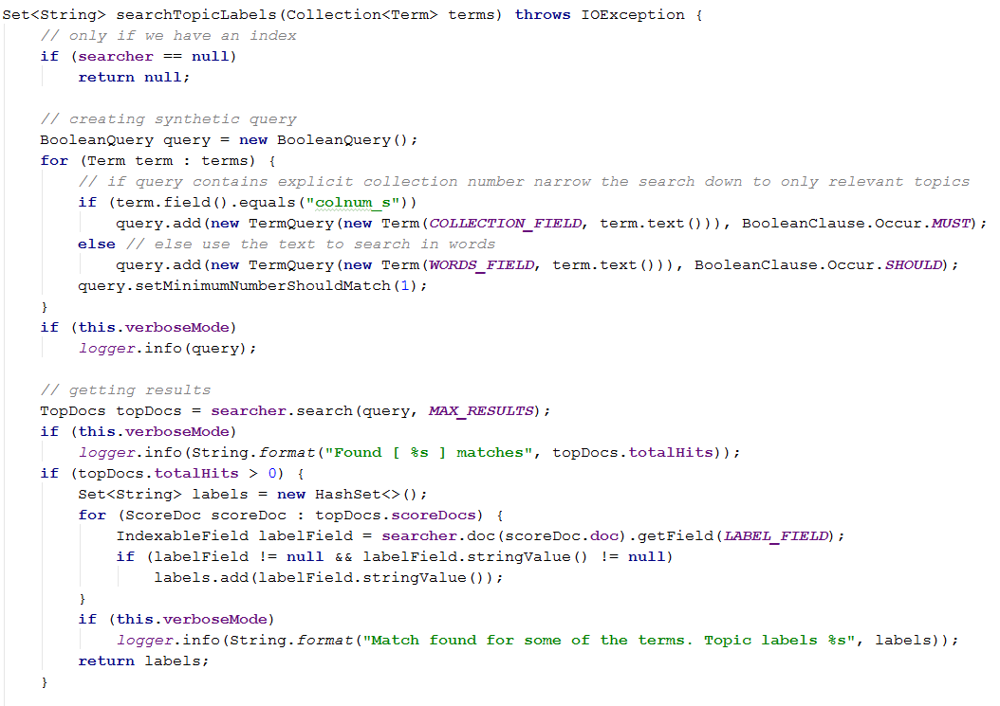 Set<String> searchTopicLabels(Collection<Term> terms) throws IOException {
    // only if we have an index
    if (searcher == null)
        return null;

    // creating synthetic query
    BooleanQuery query = new BooleanQuery();
    for (Term term : terms) {
        // if query contains explicit collection number narrow the search down to only relevant topics
        if (term.field().equals("colnum_s"))
            query.add(new TermQuery(new Term(COLLECTION_FIELD, term.text())), BooleanClause.Occur.MUST);
        else // else use the text to search in words
            query.add(new TermQuery(new Term(WORDS_FIELD, term.text())), BooleanClause.Occur.SHOULD);
        query.setMinimumNumberShouldMatch(1);
    }
    if (this.verboseMode)
        logger.info(query);

    // getting results
    TopDocs topDocs = searcher.search(query, MAX_RESULTS);
    if (this.verboseMode)
        logger.info(String.format("Found [ %s ] matches", topDocs.totalHits));
    if (topDocs.totalHits > 0) {
        Set<String> labels = new HashSet<>();
        for (ScoreDoc scoreDoc : topDocs.scoreDocs) {
            IndexableField labelField = searcher.doc(scoreDoc.doc).getField(LABEL_FIELD);
            if (labelField != null && labelField.stringValue() != null)
                labels.add(labelField.stringValue());
        }
        if (this.verboseMode)
            logger.info(String.format("Match found for some of the terms. Topic labels %s", labels));
        return labels;
    }